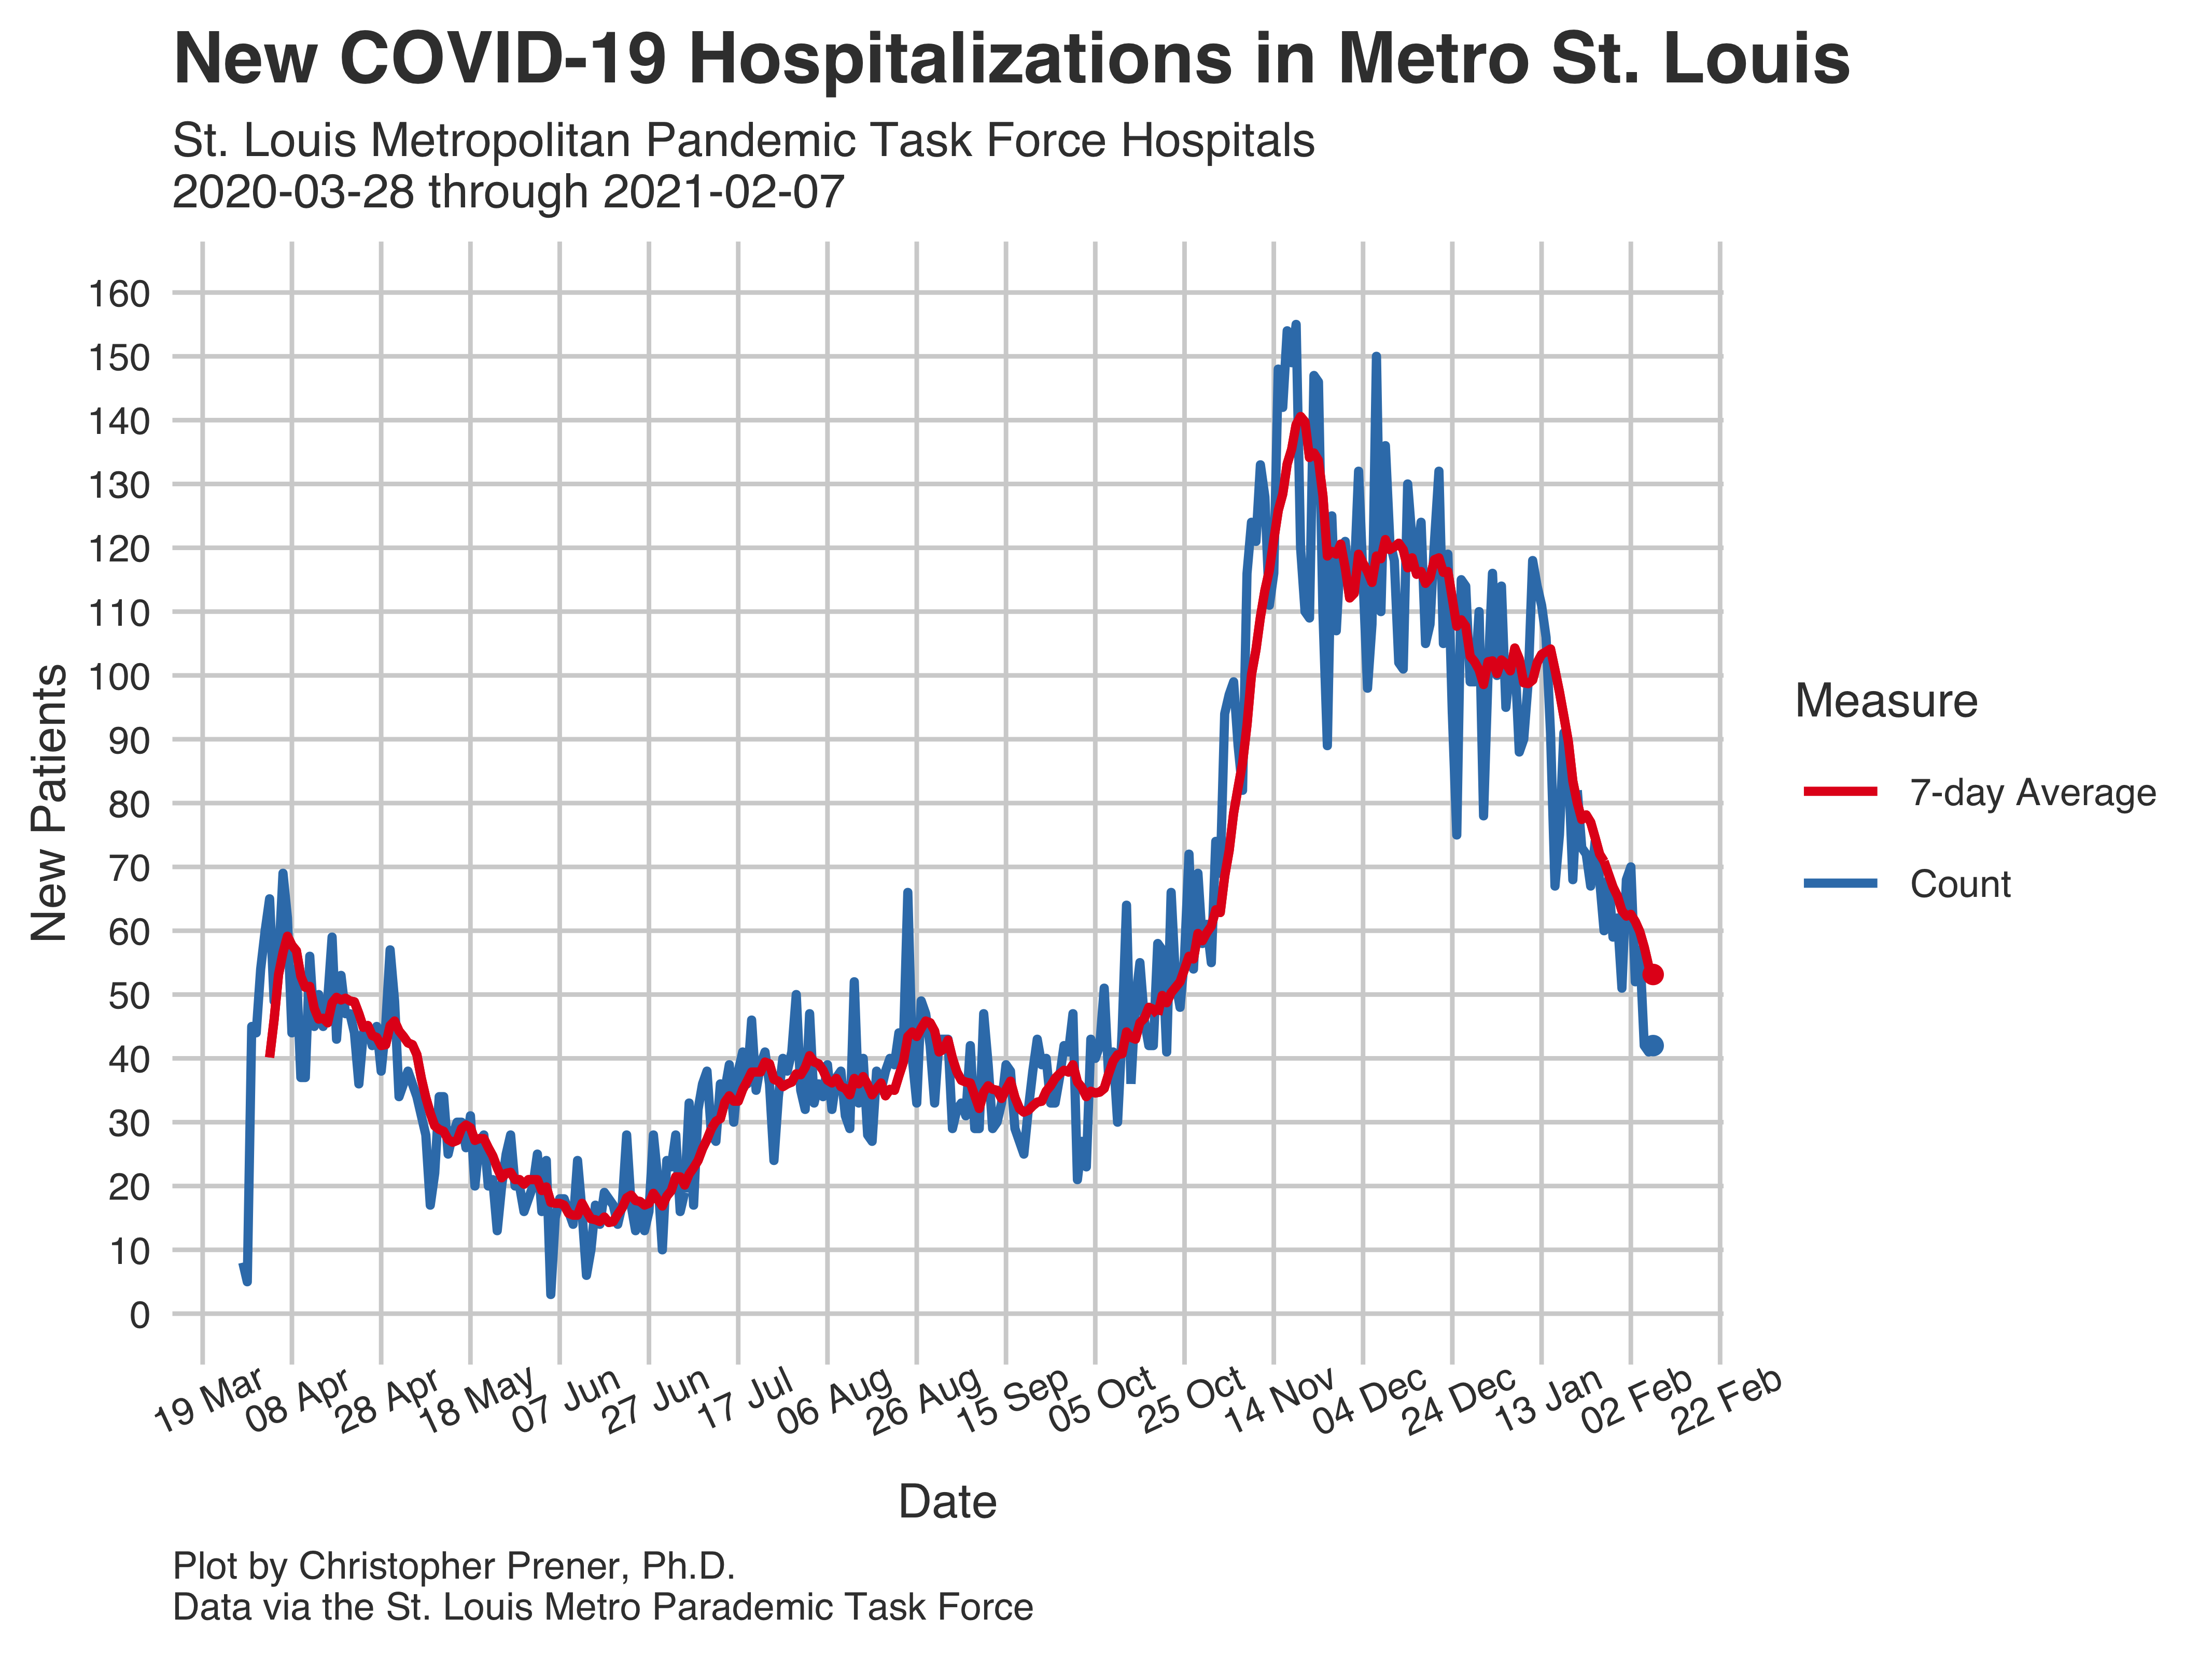 New COVID-19 Hospitalizations in Metro St. Louis
St. Louis Metropolitan Pandemic Task Force Hospitals
2020-03-28 through 2021-02-07
New Patients
160
150
140
130
120
110
100
90
80
70
60
50
40
30
20
10
0
19 Mar
08 Apr
28 Apr
18 May
07 Jun
27 Jun
17 Jul
06 Aug
26 Aug
15 Sep
05 Oct
25 Oct
14 Nov
04 Dec
24 Dec
13 Jan
02 Feb
22 Feb
Date
Measure
7-day Average
Count
Plot by Christopher Prener, Ph.D.
Data via the St. Louis Metro Parademic Task Force